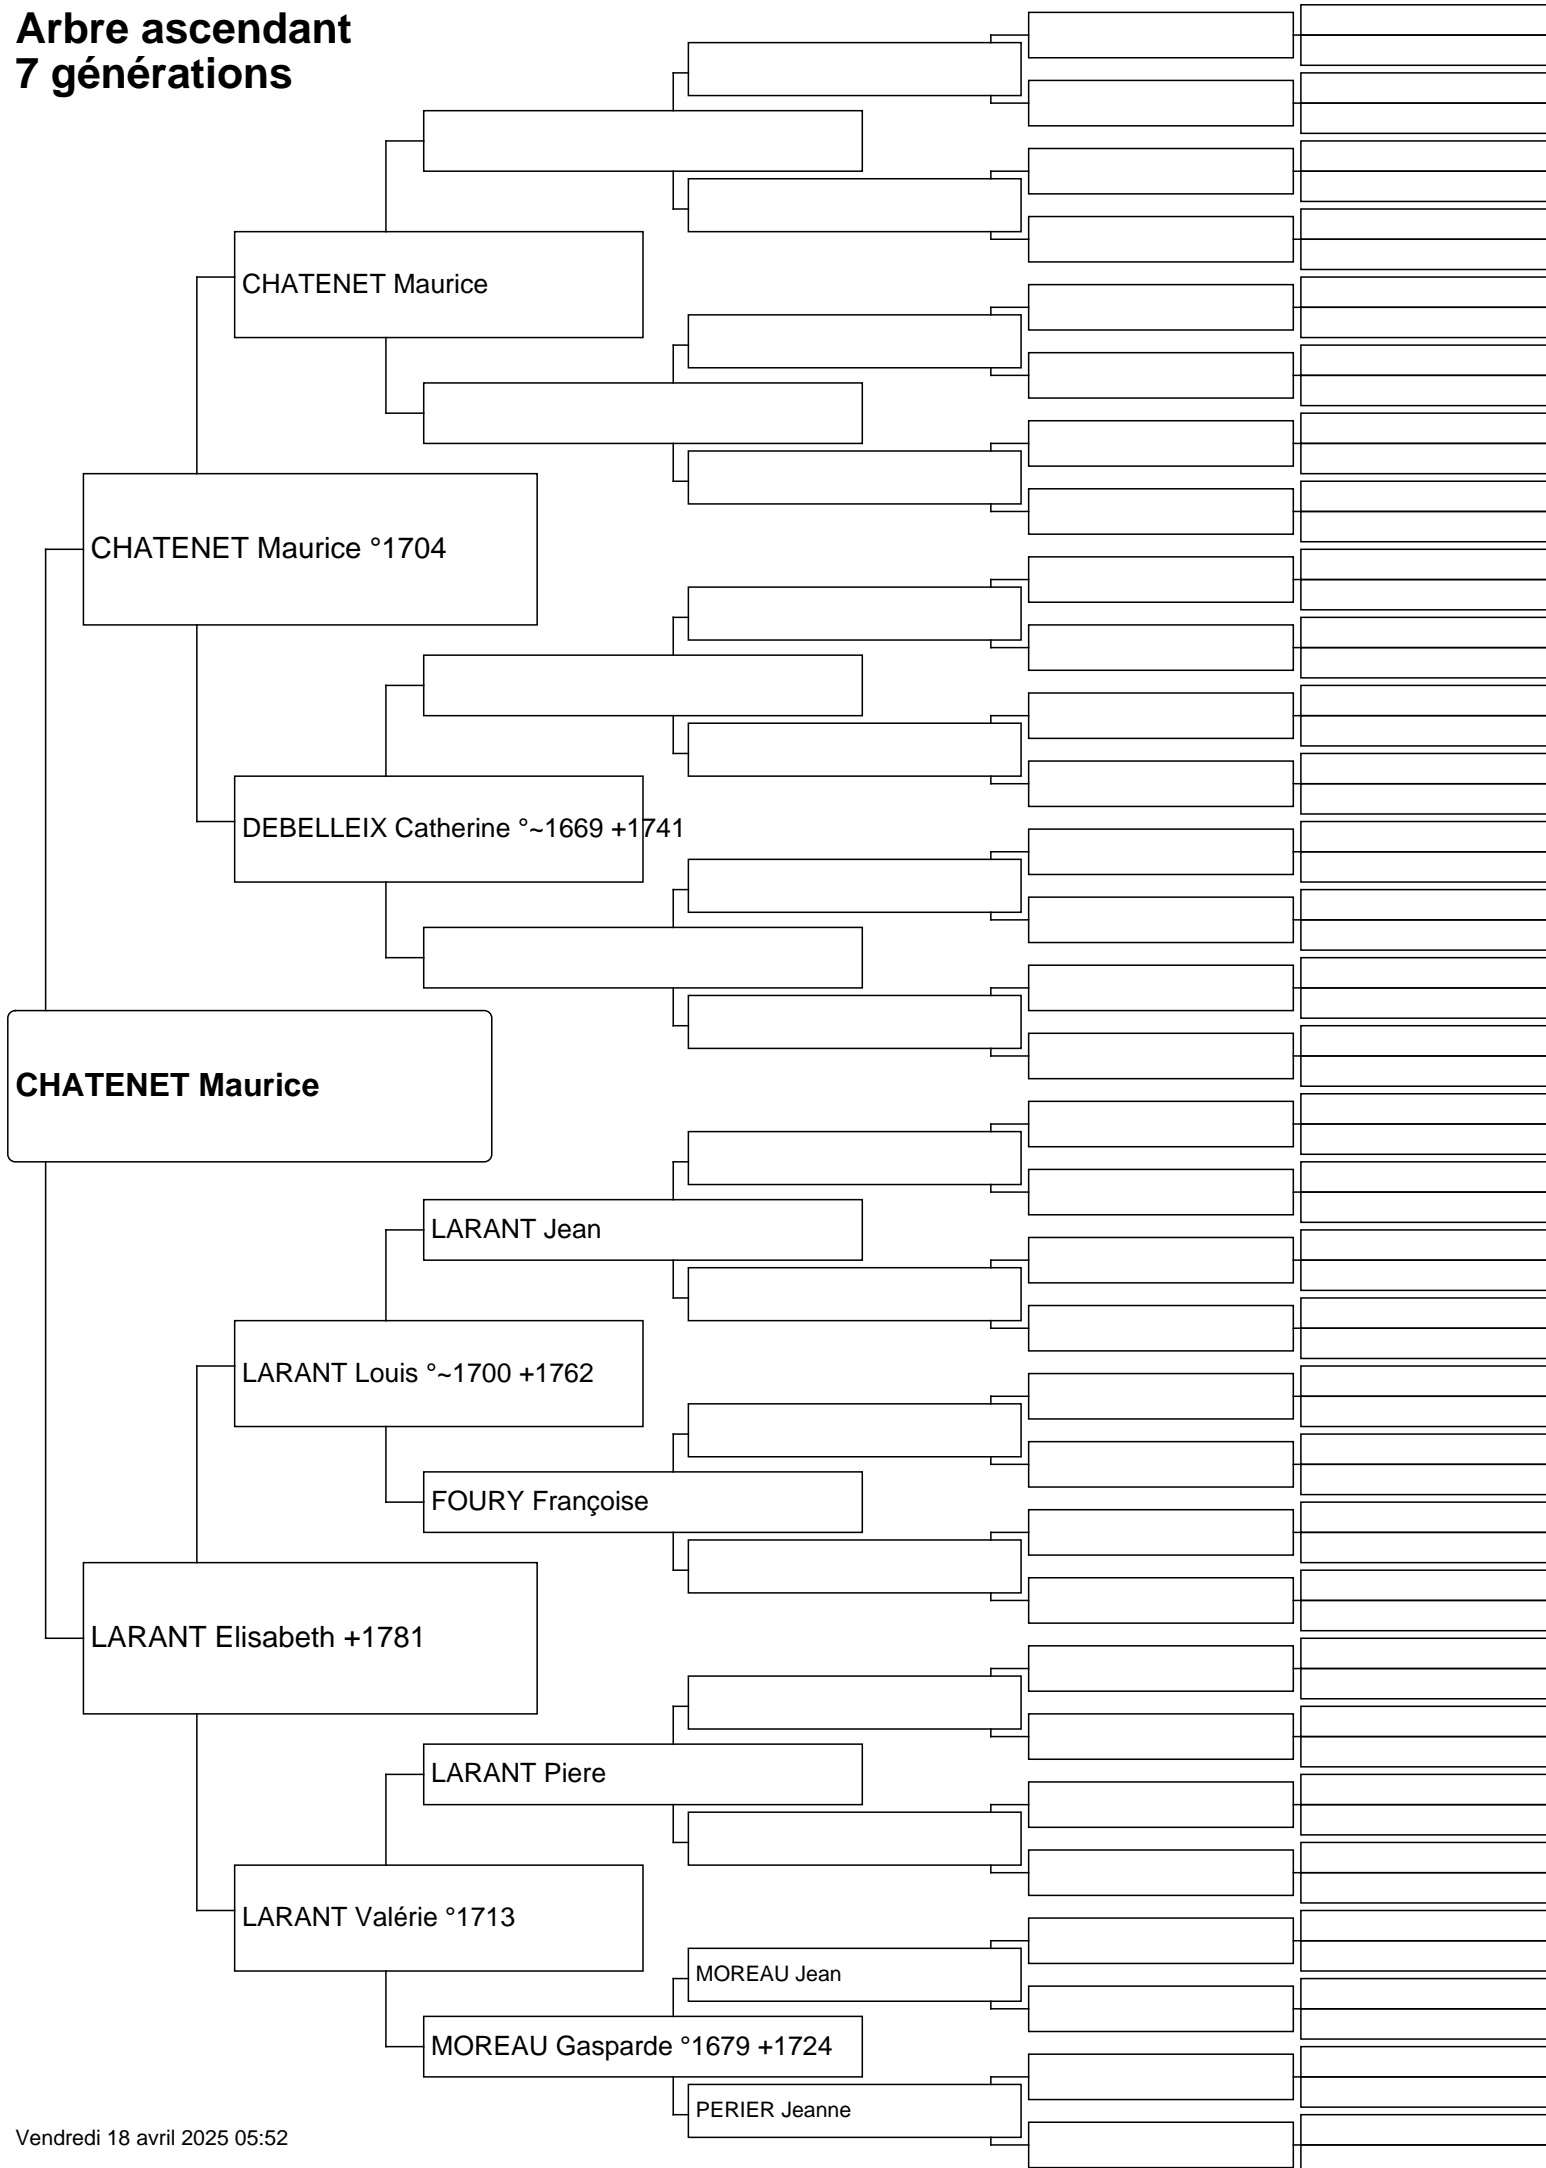 Arbre ascendant
7 générations
CHATENET Maurice
CHATENET Maurice °1704
DEBELLEIX Catherine °~1669 +1741
CHATENET Maurice
LARANT Jean
LARANT Louis °~1700 +1762
FOURY Françoise
LARANT Elisabeth +1781
LARANT Piere
LARANT Valérie °1713
MOREAU Jean
MOREAU Gasparde °1679 +1724
PERIER Jeanne
Vendredi 18 avril 2025 05:52